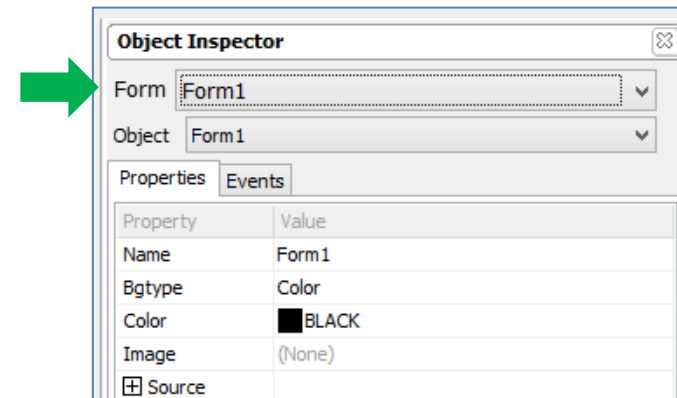 Object Inspector
Form Form1
Object Form1
Properties Events
Property Value
Name Form1
Bgtype Color
Color BLACK
Image (None)
Source